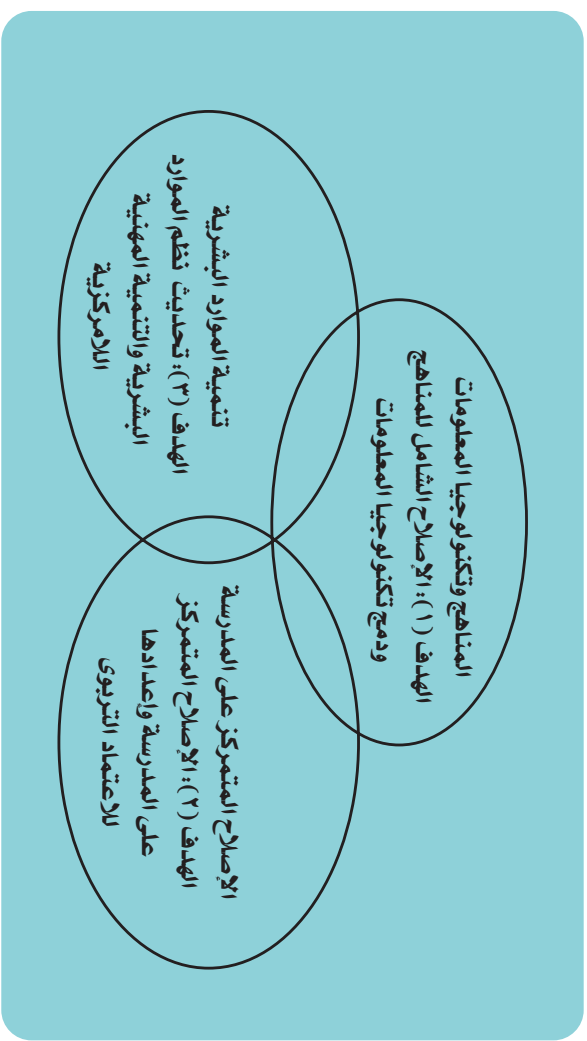 المناهج وتكنولوجيا المعلومات
الهدف (١): الإصلاح الشامل للمناهج
ودمج تكنولوجيا المعلومات
الإصلاح المتمركز على المدرسة
الهدف (٢): الإصلاح المتمركز
على المدرسة وإعدادها
للاعتماد التربوى
تنمية الموارد البشرية
الهدف (٣): تحديث نظم الموارد
البشرية والتنمية المهنية
اللامركزية